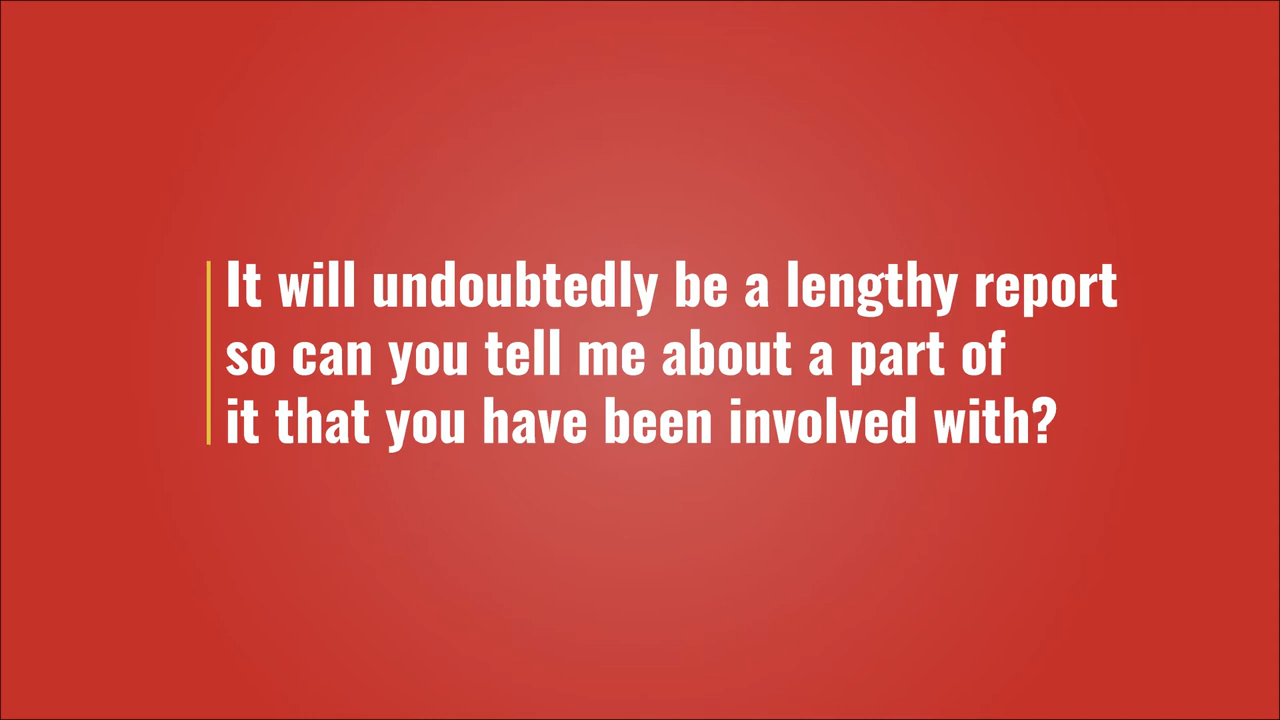 It will undoubtedly be a lengthy report
so can you tell me about a part of
it that you have been involved with?